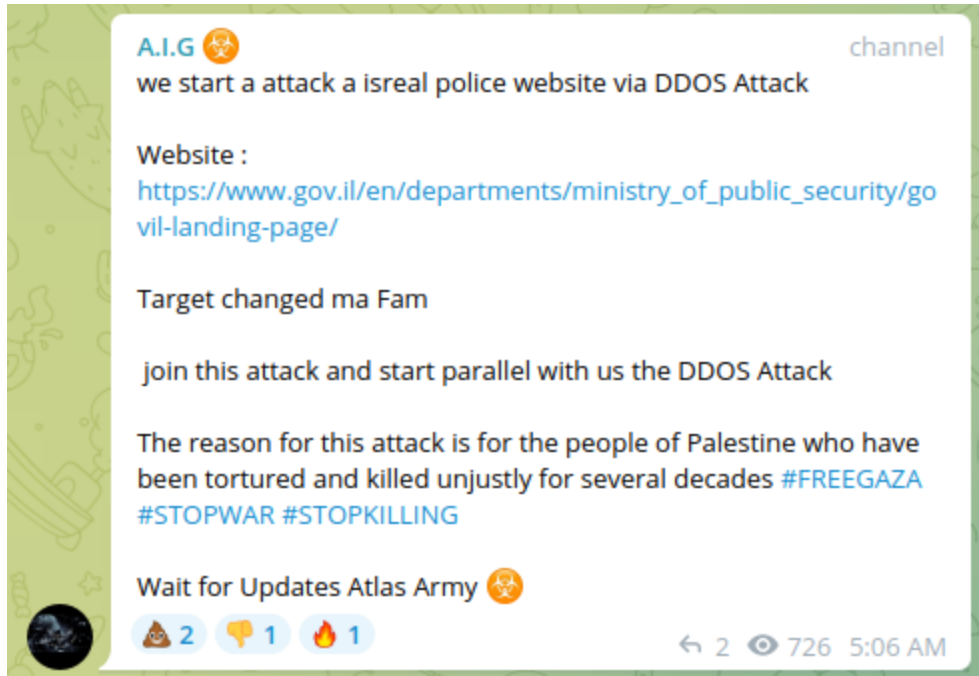 A.I.G ☣ channel
we start a attack a isreal police website via DDOS Attack
Website :
https://www.gov.il/en/departments/ministry_of_public_security/go
vil-landing-page/
Target changed ma Fam
join this attack and start parallel with us the DDOS Attack
The reason for this attack is for the people of Palestine who have
been tortured and killed unjustly for several decades #FREEGAZA
#STOPWAR #STOPKILLING
Wait for Updates Atlas Army ☣
💩 2 👎 1 🔥 1 2 726 5:06 AM